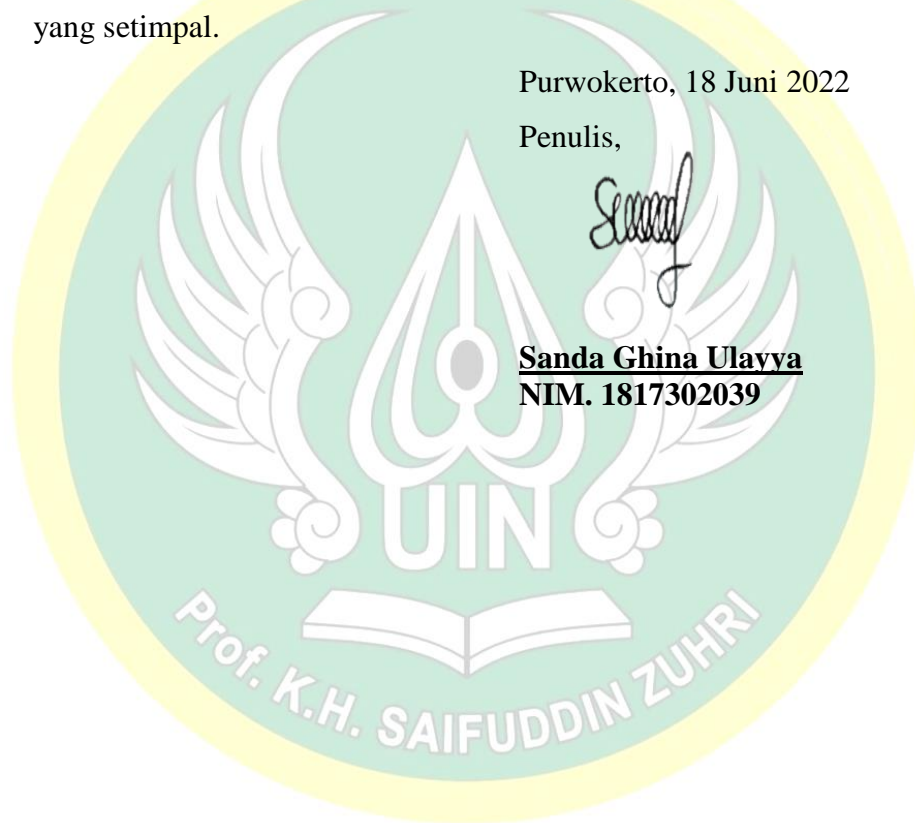 yang setimpal.
Purwokerto, 18 Juni 2022
Penulis,
Sanda Ghina Ulayya
NIM. 1817302039
UIN
Prof. K.H. SAIFUDDIN ZUHRI